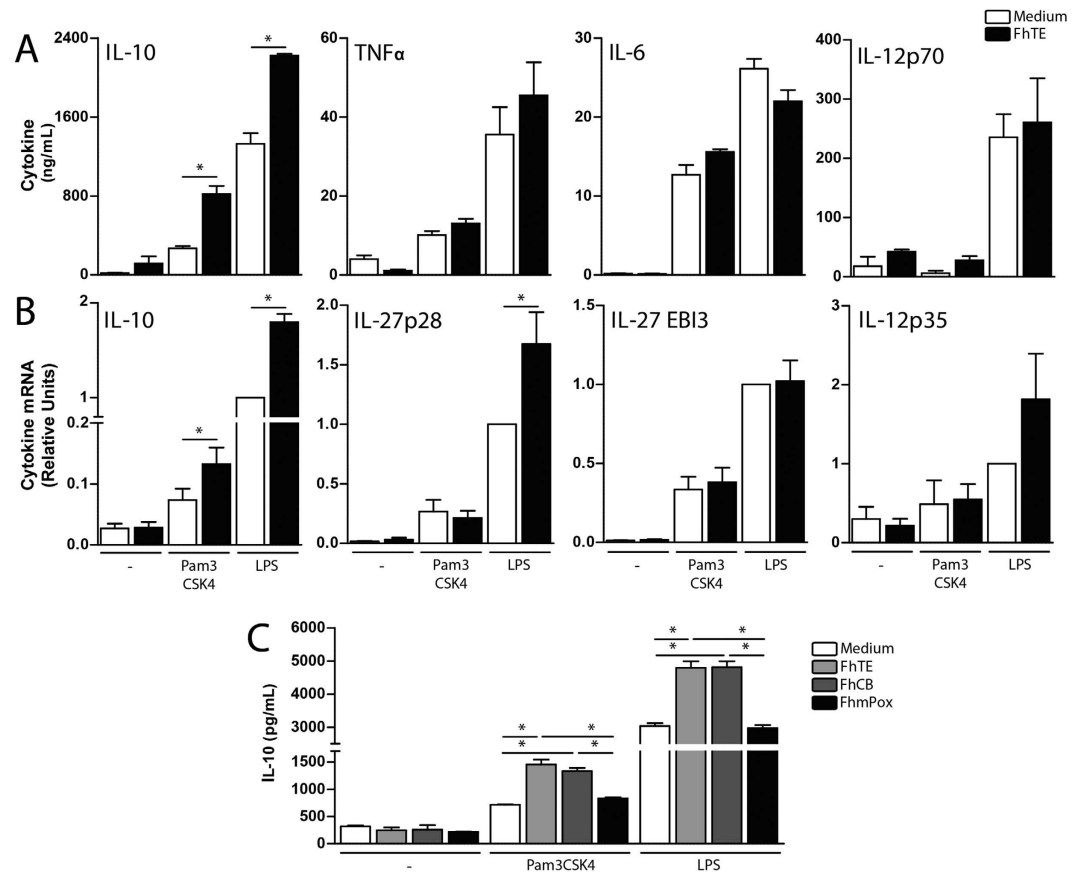 Medium
FhTE
A
IL-10
TNFα
IL-6
IL-12p70
Cytokine
(ng/mL)
2400
1600
800
0
*
*
60
40
20
0
30
20
10
0
400
300
200
100
0
B
IL-10
IL-27p28
IL-27 EBI3
IL-12p35
Cytokine mRNA
(Relative Units)
2
1
0.2
0.1
0.0
*
*
2.0
1.5
1.0
0.5
0.0
*
1.5
1.0
0.5
0.0
3
2
1
0
- Pam3 LPS - Pam3 LPS - Pam3 LPS - Pam3 LPS
CSK4 CSK4 CSK4 CSK4
C
IL-10 (pg/mL)
6000
5000
4000
3000
2000
1500
1000
500
0
* *
* *
* *
* *
Medium
FhTE
FhCB
FhmPox
- Pam3CSK4 LPS